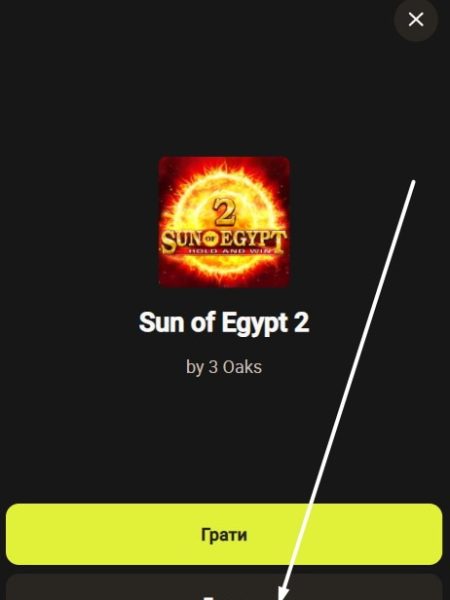 2
SUN OF EGYPT
HOLD AND WIN
Sun of Egypt 2
by 3 Oaks
Грати